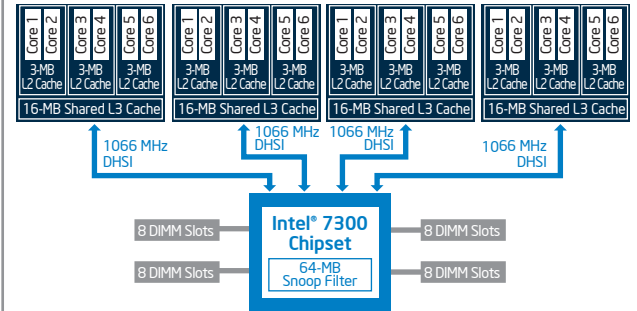 Core 1
Core 2
Core 3
Core 4
Core 5
Core 6
3-MB
L2 Cache
3-MB
L2 Cache
3-MB
L2 Cache
16-MB Shared L3 Cache
Core 1
Core 2
Core 3
Core 4
Core 5
Core 6
3-MB
L2 Cache
3-MB
L2 Cache
3-MB
L2 Cache
16-MB Shared L3 Cache
Core 1
Core 2
Core 3
Core 4
Core 5
Core 6
3-MB
L2 Cache
3-MB
L2 Cache
3-MB
L2 Cache
16-MB Shared L3 Cache
Core 1
Core 2
Core 3
Core 4
Core 5
Core 6
3-MB
L2 Cache
3-MB
L2 Cache
3-MB
L2 Cache
16-MB Shared L3 Cache
1066 MHz
DHSI
1066 MHz
DHSI
1066 MHz
DHSI
1066 MHz
DHSI
Intel® 7300
Chipset
64-MB
Snoop Filter
8 DIMM Slots
8 DIMM Slots
8 DIMM Slots
8 DIMM Slots